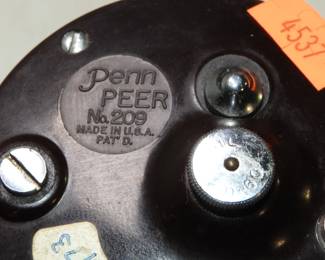 Penn
PEER
No. 209
MADE IN U.S.A.
PAT'D.
4537